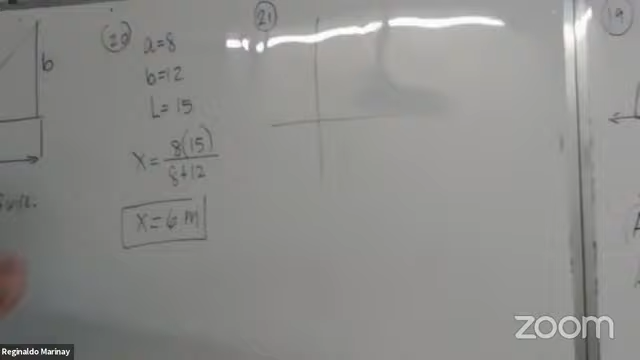 20
a=8
b=12
L=15
x= 8(15)
8+12
x=6 m
21
19
b
zoom
Reginaldo Marinay